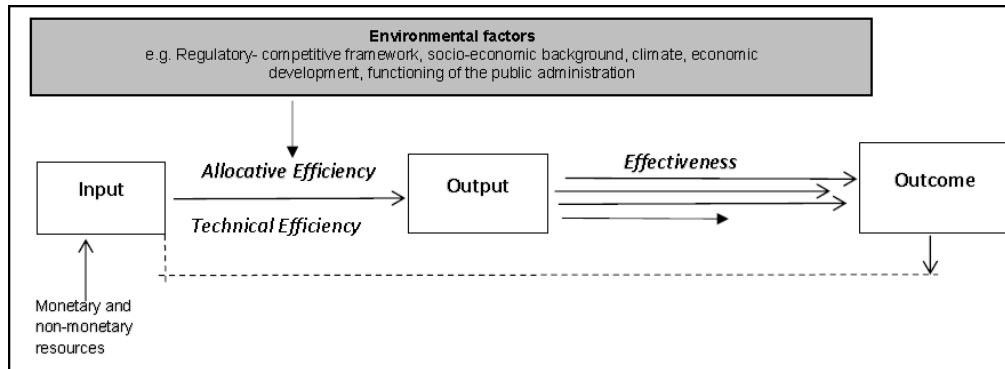 Environmental factors
e.g. Regulatory- competitive framework, socio-economic background, climate, economic
development, functioning of the public administration
Input
Allocative Efficiency
Technical Efficiency
Output
Effectiveness
Outcome
Monetary and
non-monetary
resources